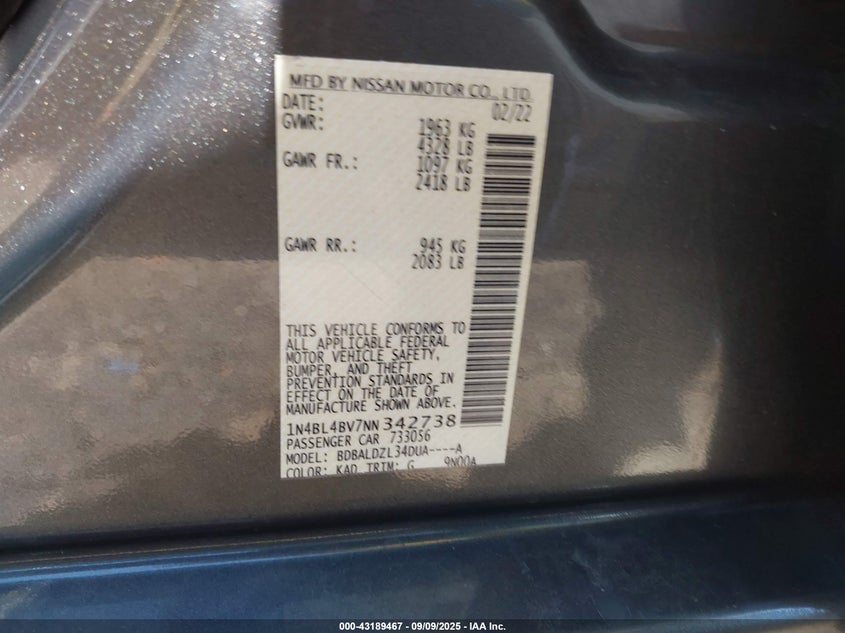 MFD BY NISSAN MOTOR CO., LTD.
DATE: 02/22
GVWR: 1963 KG
4328 LB
GAWR FR.: 1097 KG
2418 LB
GAWR RR.: 945 KG
2083 LB
THIS VEHICLE CONFORMS TO
ALL APPLICABLE FEDERAL
MOTOR VEHICLE SAFETY,
BUMPER, AND THEFT
PREVENTION STANDARDS IN
EFFECT ON THE DATE OF
MANUFACTURE SHOWN ABOVE.
1N4BL4BV7NN342738
PASSENGER CAR 733056
MODEL: BDBALDZL34DUA----A
COLOR: KAD TRIM: G 9NOOA
000-43189467 - 09/09/2025 - IAA Inc.